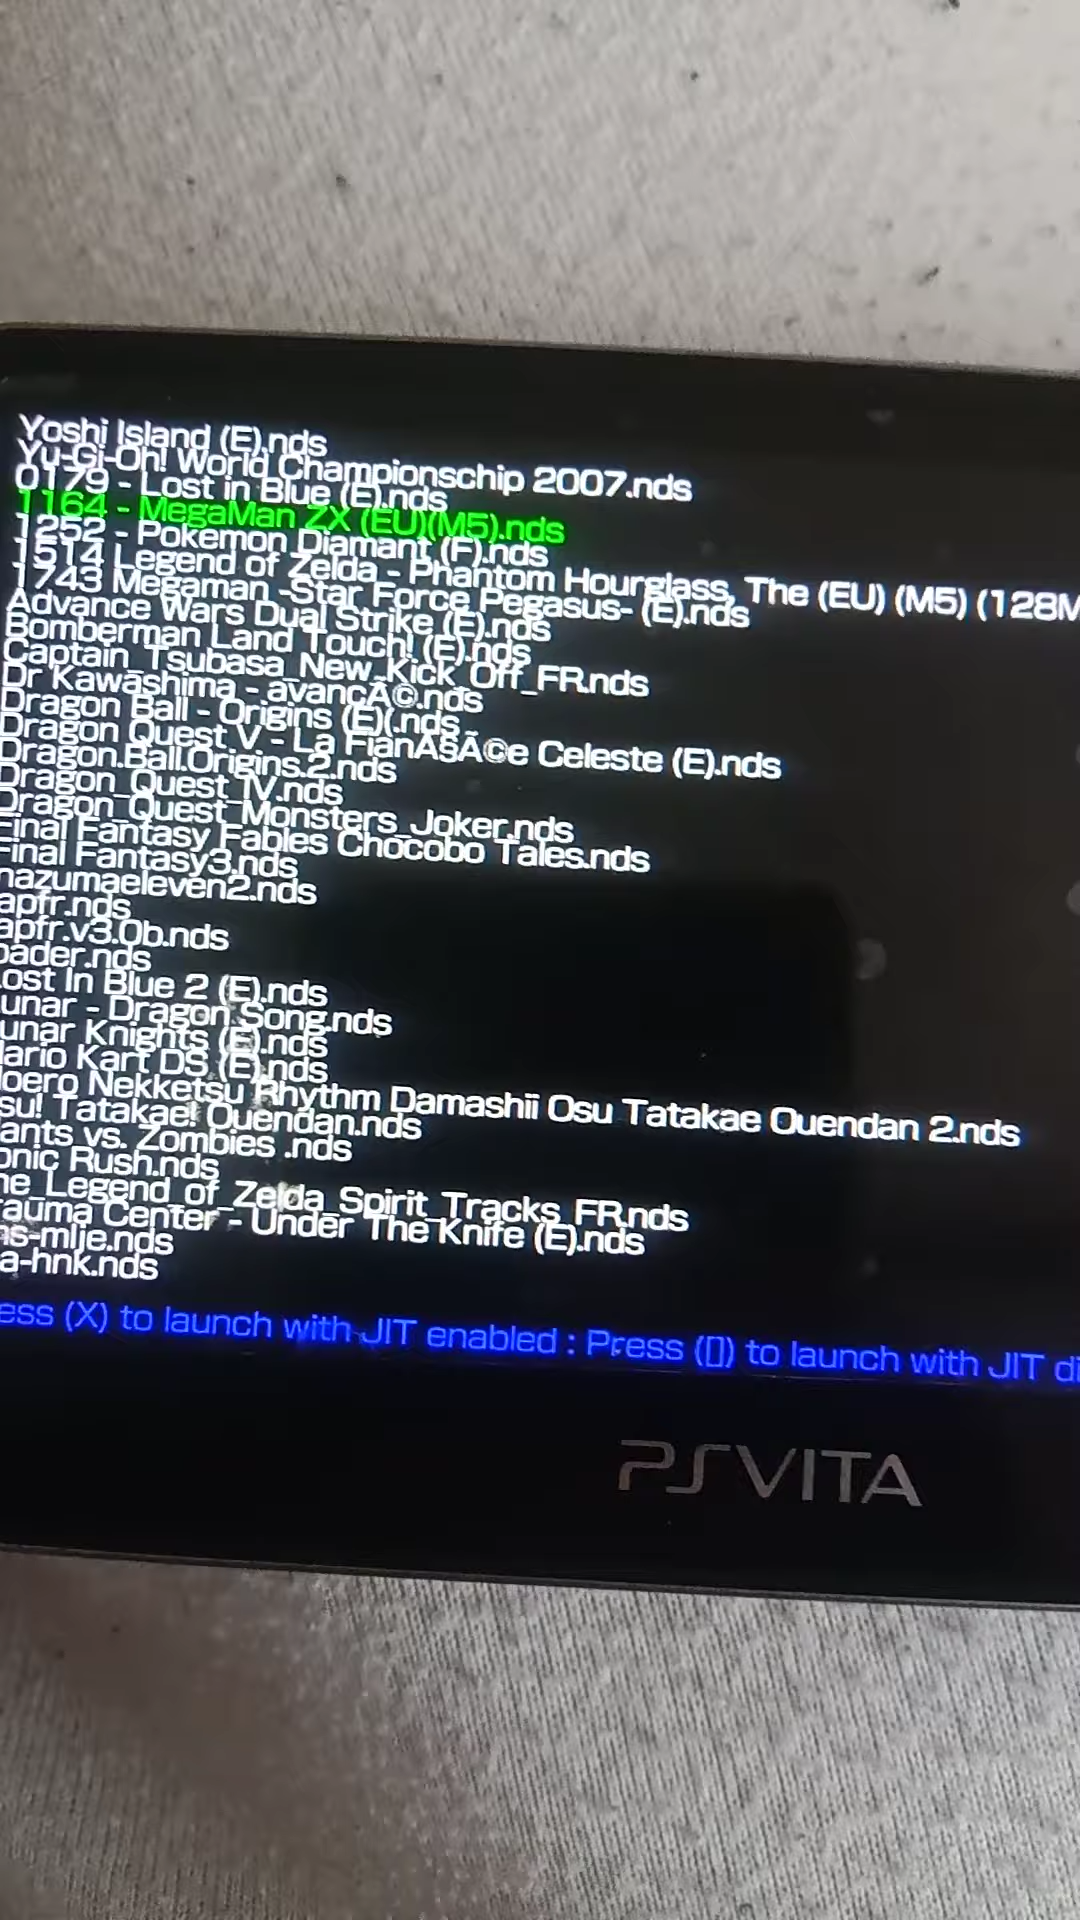 Yoshi Island (E).nds
Yu-Gi-Oh! World Championschip 2007.nds
0179 - Lost in Blue (E).nds
1164 - MegaMan ZX (EU)(M5).nds
1252 - Pokemon Diamant (F).nds
1514 Legend of Zelda - Phantom Hourglass, The (EU) (M5) (128M
1743 Megaman -Star Force Pegasus- (E).nds
Advance Wars Dual Strike (E).nds
Bomberman Land Touch! (E).nds
Captain_Tsubasa_New_Kick_Off_FR.nds
Dr Kawashima - avancÃ©.nds
Dragon Ball - Origins (E)(.nds
Dragon Quest V - La FianÃ§Ã©e Celeste (E).nds
Dragon.Ball.Origins.2.nds
Dragon_Quest_IV.nds
Dragon_Quest_Monsters_Joker.nds
Final Fantasy Fables Chocobo Tales.nds
Final Fantasy3.nds
nazumaeleven2.nds
apfr.nds
apfr.v3.0b.nds
oader.nds
ost In Blue 2 (E).nds
unar - Dragon Song.nds
unar Knights (E).nds
ario Kart DS (E).nds
oero Nekketsu Rhythm Damashii Osu Tatakae Ouendan 2.nds
su! Tatakae! Ouendan.nds
ants vs. Zombies .nds
onic Rush.nds
he_Legend_of_Zelda_Spirit_Tracks_FR.nds
rauma Center - Under The Knife (E).nds
s-mlje.nds
a-hnk.nds
ess (X) to launch with JIT enabled : Press ([]) to launch with JIT di
PSVITA